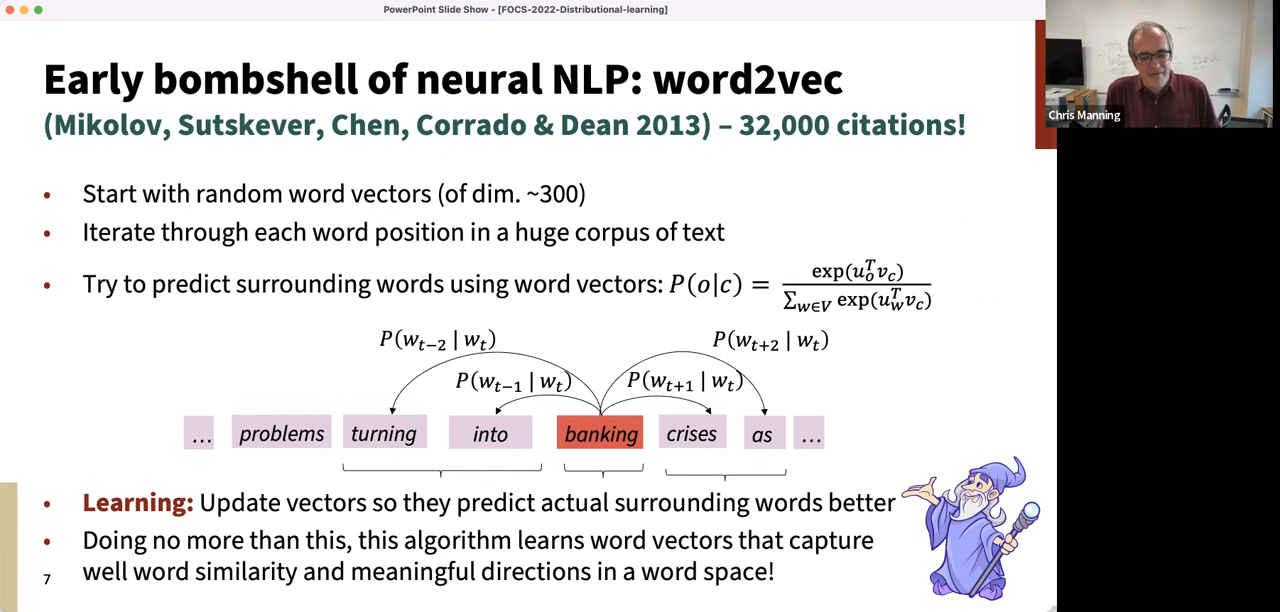 PowerPoint Slide Show - [FOCS-2022-Distributional-learning]
Early bombshell of neural NLP: word2vec
(Mikolov, Sutskever, Chen, Corrado & Dean 2013) – 32,000 citations!
Chris Manning
• Start with random word vectors (of dim. ~300)
• Iterate through each word position in a huge corpus of text
• Try to predict surrounding words using word vectors: P(o|c) = exp(u_o^T v_c) / ∑_{w∈V} exp(u_w^T v_c)
P(w_{t−2} | w_t) P(w_{t+2} | w_t)
P(w_{t−1} | w_t) P(w_{t+1} | w_t)
… problems turning into banking crises as …
• Learning: Update vectors so they predict actual surrounding words better
• Doing no more than this, this algorithm learns word vectors that capture
well word similarity and meaningful directions in a word space!
7